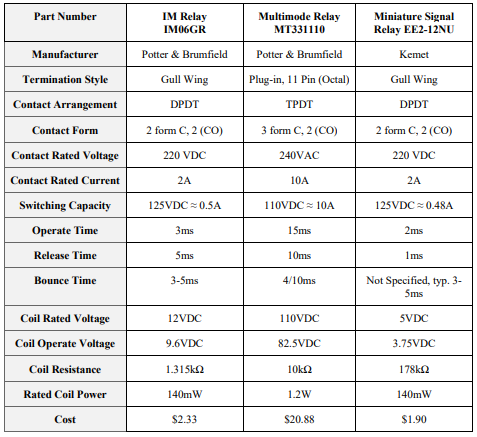 Part Number | IM Relay IM06GR | Multimode Relay MT331110 | Miniature Signal Relay EE2-12NU
Manufacturer | Potter & Brumfield | Potter & Brumfield | Kemet
Termination Style | Gull Wing | Plug-in, 11 Pin (Octal) | Gull Wing
Contact Arrangement | DPDT | TPDT | DPDT
Contact Form | 2 form C, 2 (CO) | 3 form C, 2 (CO) | 2 form C, 2 (CO)
Contact Rated Voltage | 220 VDC | 240VAC | 220 VDC
Contact Rated Current | 2A | 10A | 2A
Switching Capacity | 125VDC ≈ 0.5A | 110VDC ≈ 10A | 125VDC ≈ 0.48A
Operate Time | 3ms | 15ms | 2ms
Release Time | 5ms | 10ms | 1ms
Bounce Time | 3-5ms | 4/10ms | Not Specified, typ. 3-5ms
Coil Rated Voltage | 12VDC | 110VDC | 5VDC
Coil Operate Voltage | 9.6VDC | 82.5VDC | 3.75VDC
Coil Resistance | 1.315kΩ | 10kΩ | 178kΩ
Rated Coil Power | 140mW | 1.2W | 140mW
Cost | $2.33 | $20.88 | $1.90